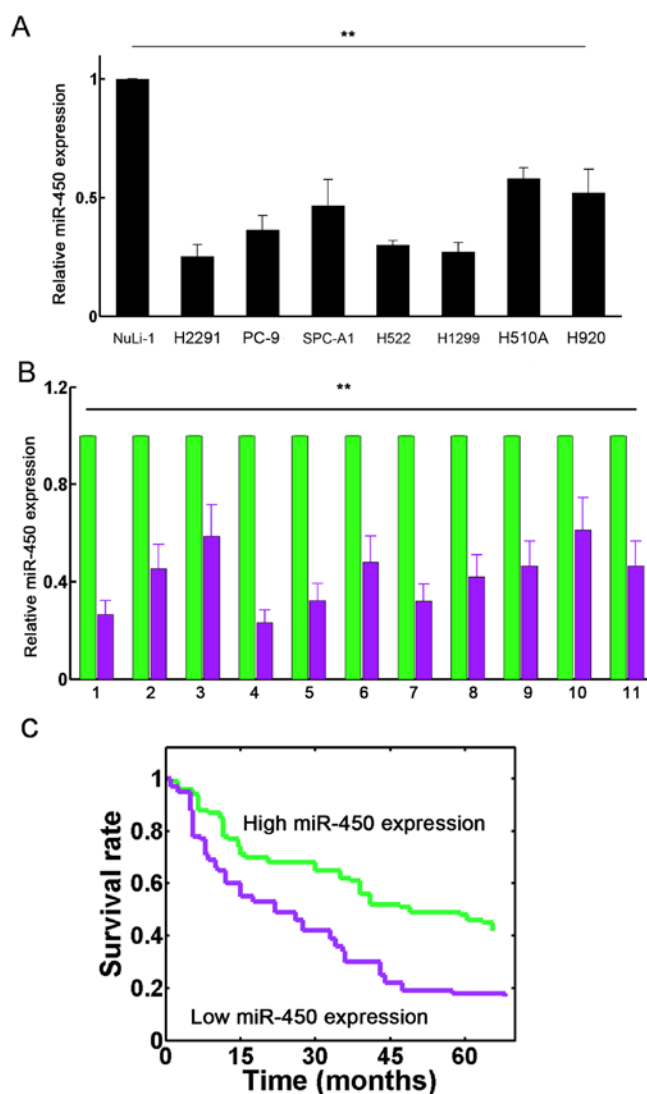 A
**
Relative miR-450 expression
1
0.5
0
NuLi-1 H2291 PC-9 SPC-A1 H522 H1299 H510A H920
B
**
Relative miR-450 expression
1.2
0.8
0.4
0
1 2 3 4 5 6 7 8 9 10 11
C
Survival rate
1
0.8
0.6
0.4
0.2
0
High miR-450 expression
Low miR-450 expression
0 15 30 45 60
Time (months)